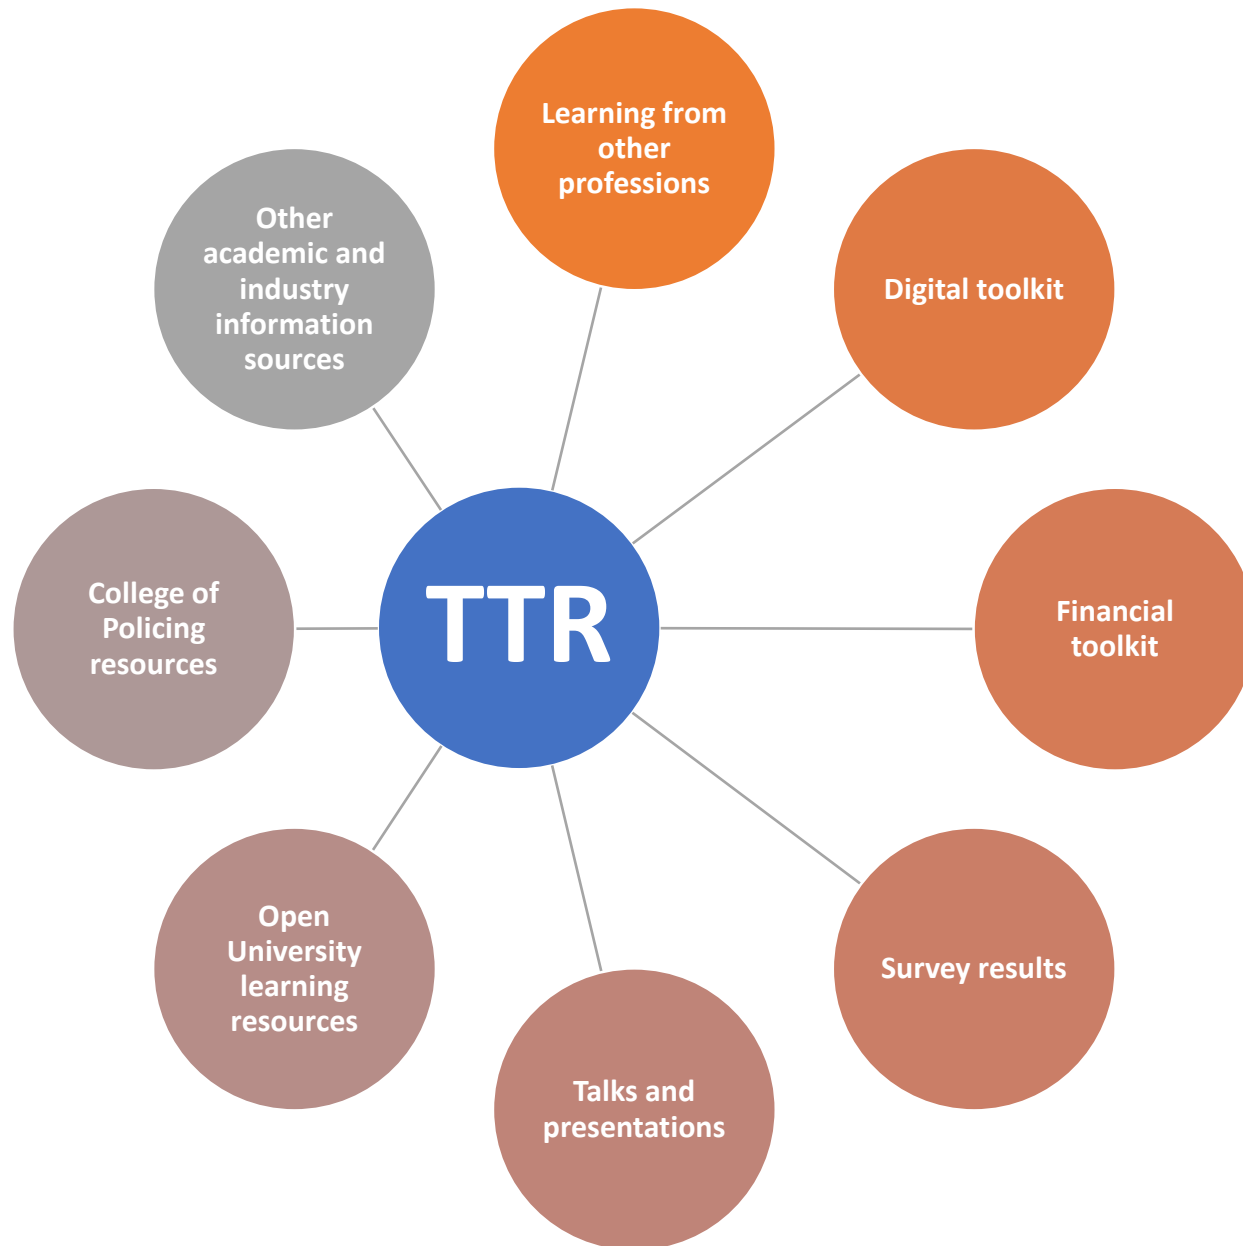 Learning from
other
professions
Digital toolkit
Financial
toolkit
Survey results
Talks and
presentations
Open
University
learning
resources
College of
Policing
resources
Other
academic and
industry
information
sources
TTR